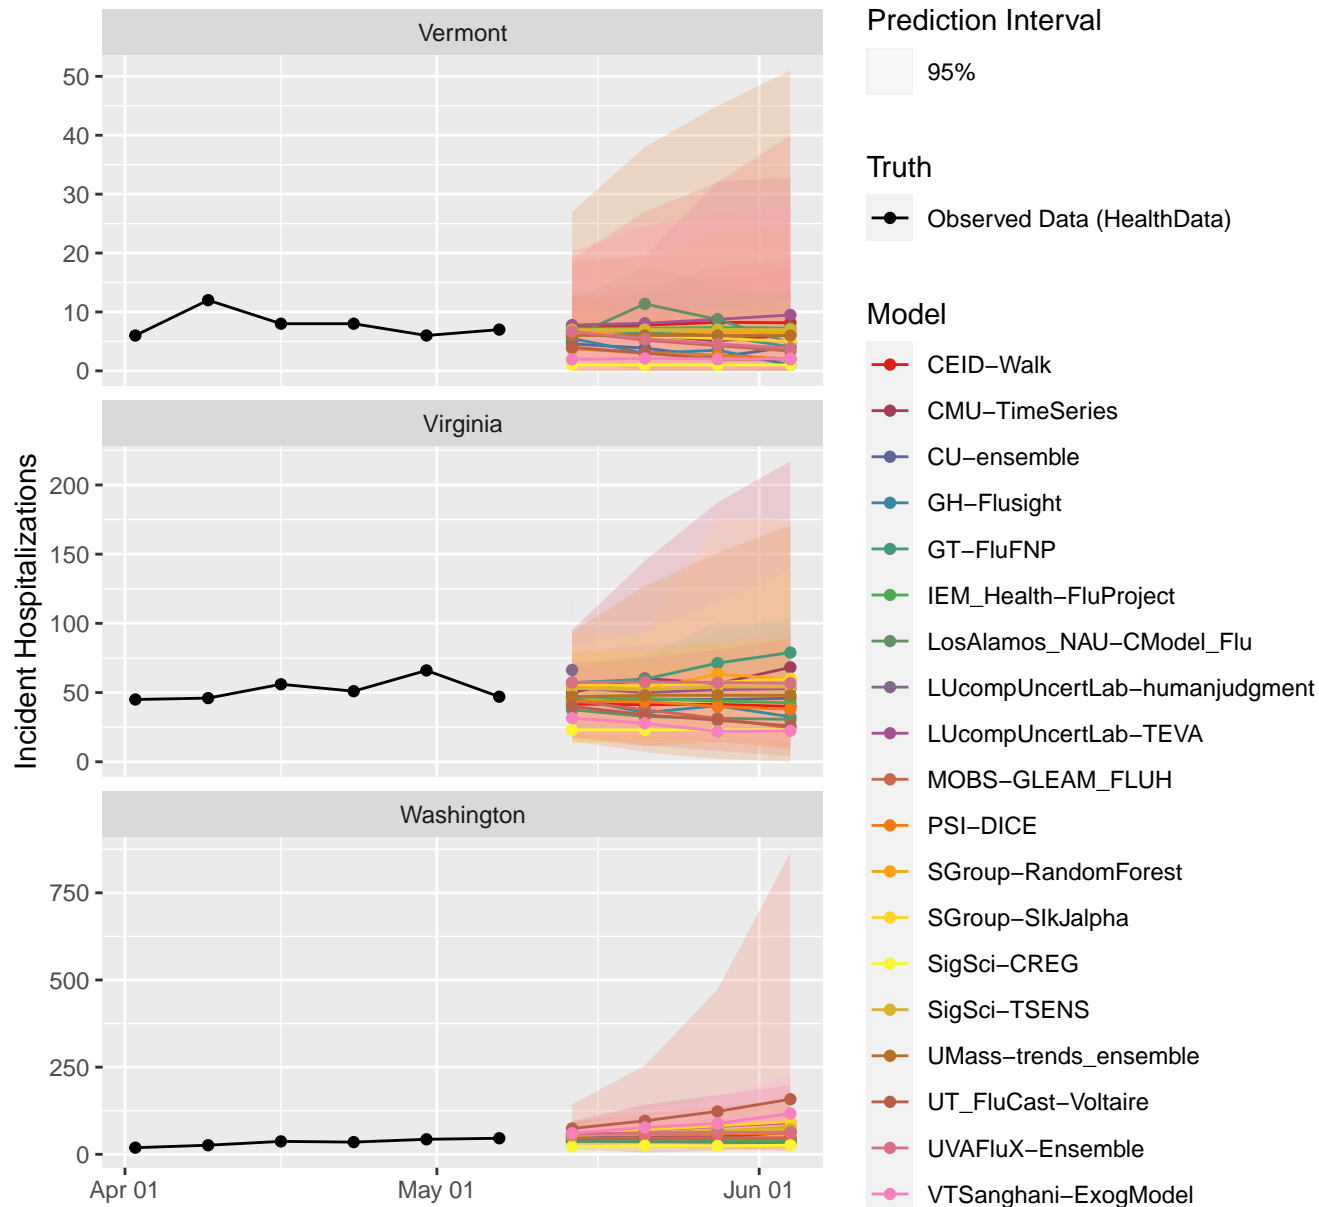 Vermont
50
40
30
20
10
0
Virginia
200
150
100
50
0
Washington
750
500
250
0
Apr 01
May 01
Jun 01
Incident Hospitalizations
Prediction Interval
95%
Truth
Observed Data (HealthData)
Model
CEID−Walk
CMU−TimeSeries
CU−ensemble
GH−Flusight
GT−FluFNP
IEM_Health−FluProject
LosAlamos_NAU−CModel_Flu
LUcompUncertLab−humanjudgment
LUcompUncertLab−TEVA
MOBS−GLEAM_FLUH
PSI−DICE
SGroup−RandomForest
SGroup−SIkJalpha
SigSci−CREG
SigSci−TSENS
UMass−trends_ensemble
UT_FluCast−Voltaire
UVAFluX−Ensemble
VTSanghani−ExogModel